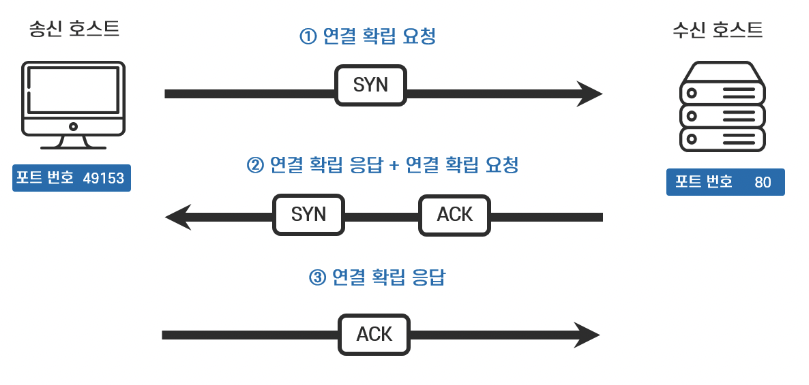 송신 호스트
수신 호스트
① 연결 확립 요청
SYN
포트 번호 49153
포트 번호 80
② 연결 확립 응답 + 연결 확립 요청
SYN ACK
③ 연결 확립 응답
ACK